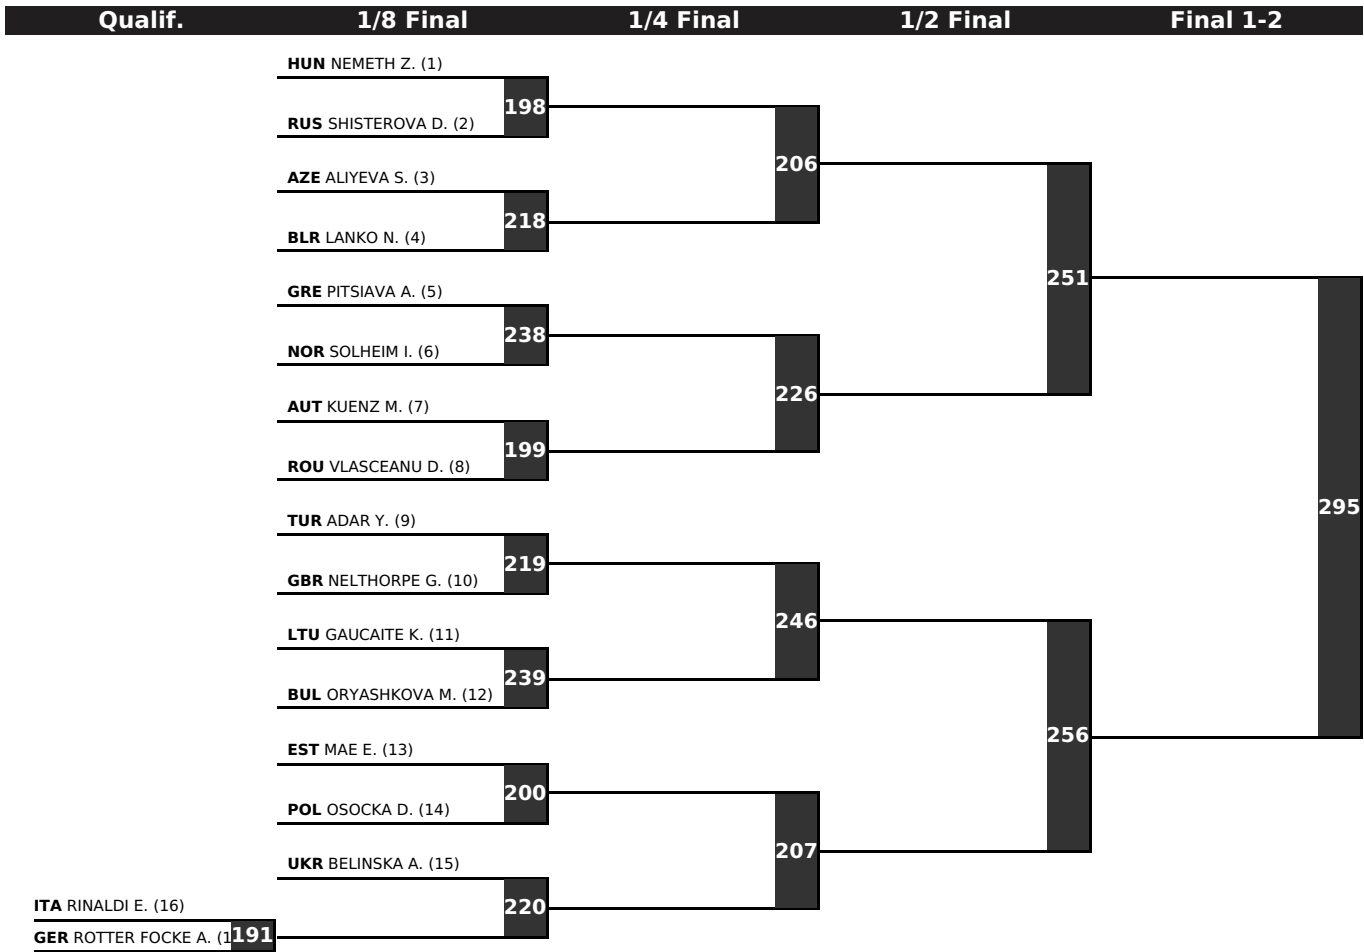 Qualif. 1/8 Final 1/4 Final 1/2 Final Final 1-2
HUN NEMETH Z. (1)
198
RUS SHISTEROVA D. (2)
206
AZE ALIYEVA S. (3)
218
BLR LANKO N. (4)
251
GRE PITSIAVA A. (5)
238
NOR SOLHEIM I. (6)
226
AUT KUENZ M. (7)
199
ROU VLASCEANU D. (8)
295
TUR ADAR Y. (9)
219
GBR NELTHORPE G. (10)
246
LTU GAUCAITE K. (11)
239
BUL ORYASHKOVA M. (12)
256
EST MAE E. (13)
200
POL OSOCKA D. (14)
207
UKR BELINSKA A. (15)
ITA RINALDI E. (16)
220
GER ROTTER FOCKE A. (1
191